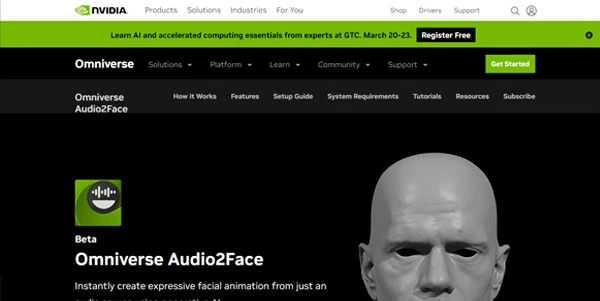 NVIDIA.
Products Solutions Industries For You
Shop Drivers Support
Learn AI and accelerated computing essentials from experts at GTC. March 20-23. Register Free
Omniverse Solutions Platform Learn Community Support Get Started
Omniverse
Audio2Face
How it Works Features Setup Guide System Requirements Tutorials Resources Subscribe
Beta
Omniverse Audio2Face
Instantly create expressive facial animation from just an